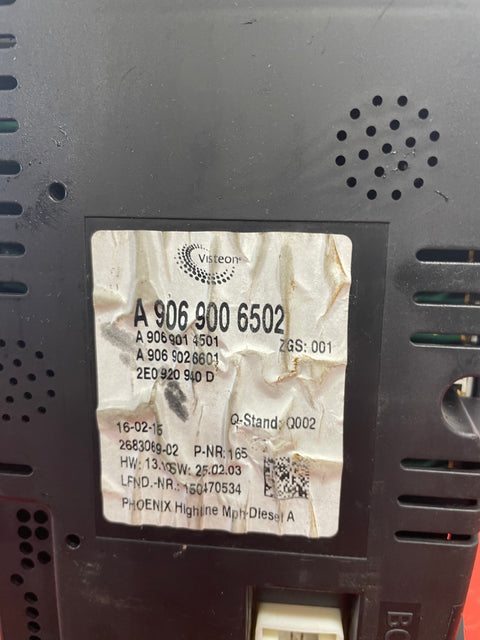 Visteon
A 906 900 6502
A 906 901 4501 ZGS: 001
A 906 902 6601
2E0 920 940 D
16-02-15 Q-Stand: Q002
2683069-02 P-NR: 165
HW: 13. SW: 25.02.03
LFND.-NR.: 150470534
PHOENIX Highline Mph-Diesel A